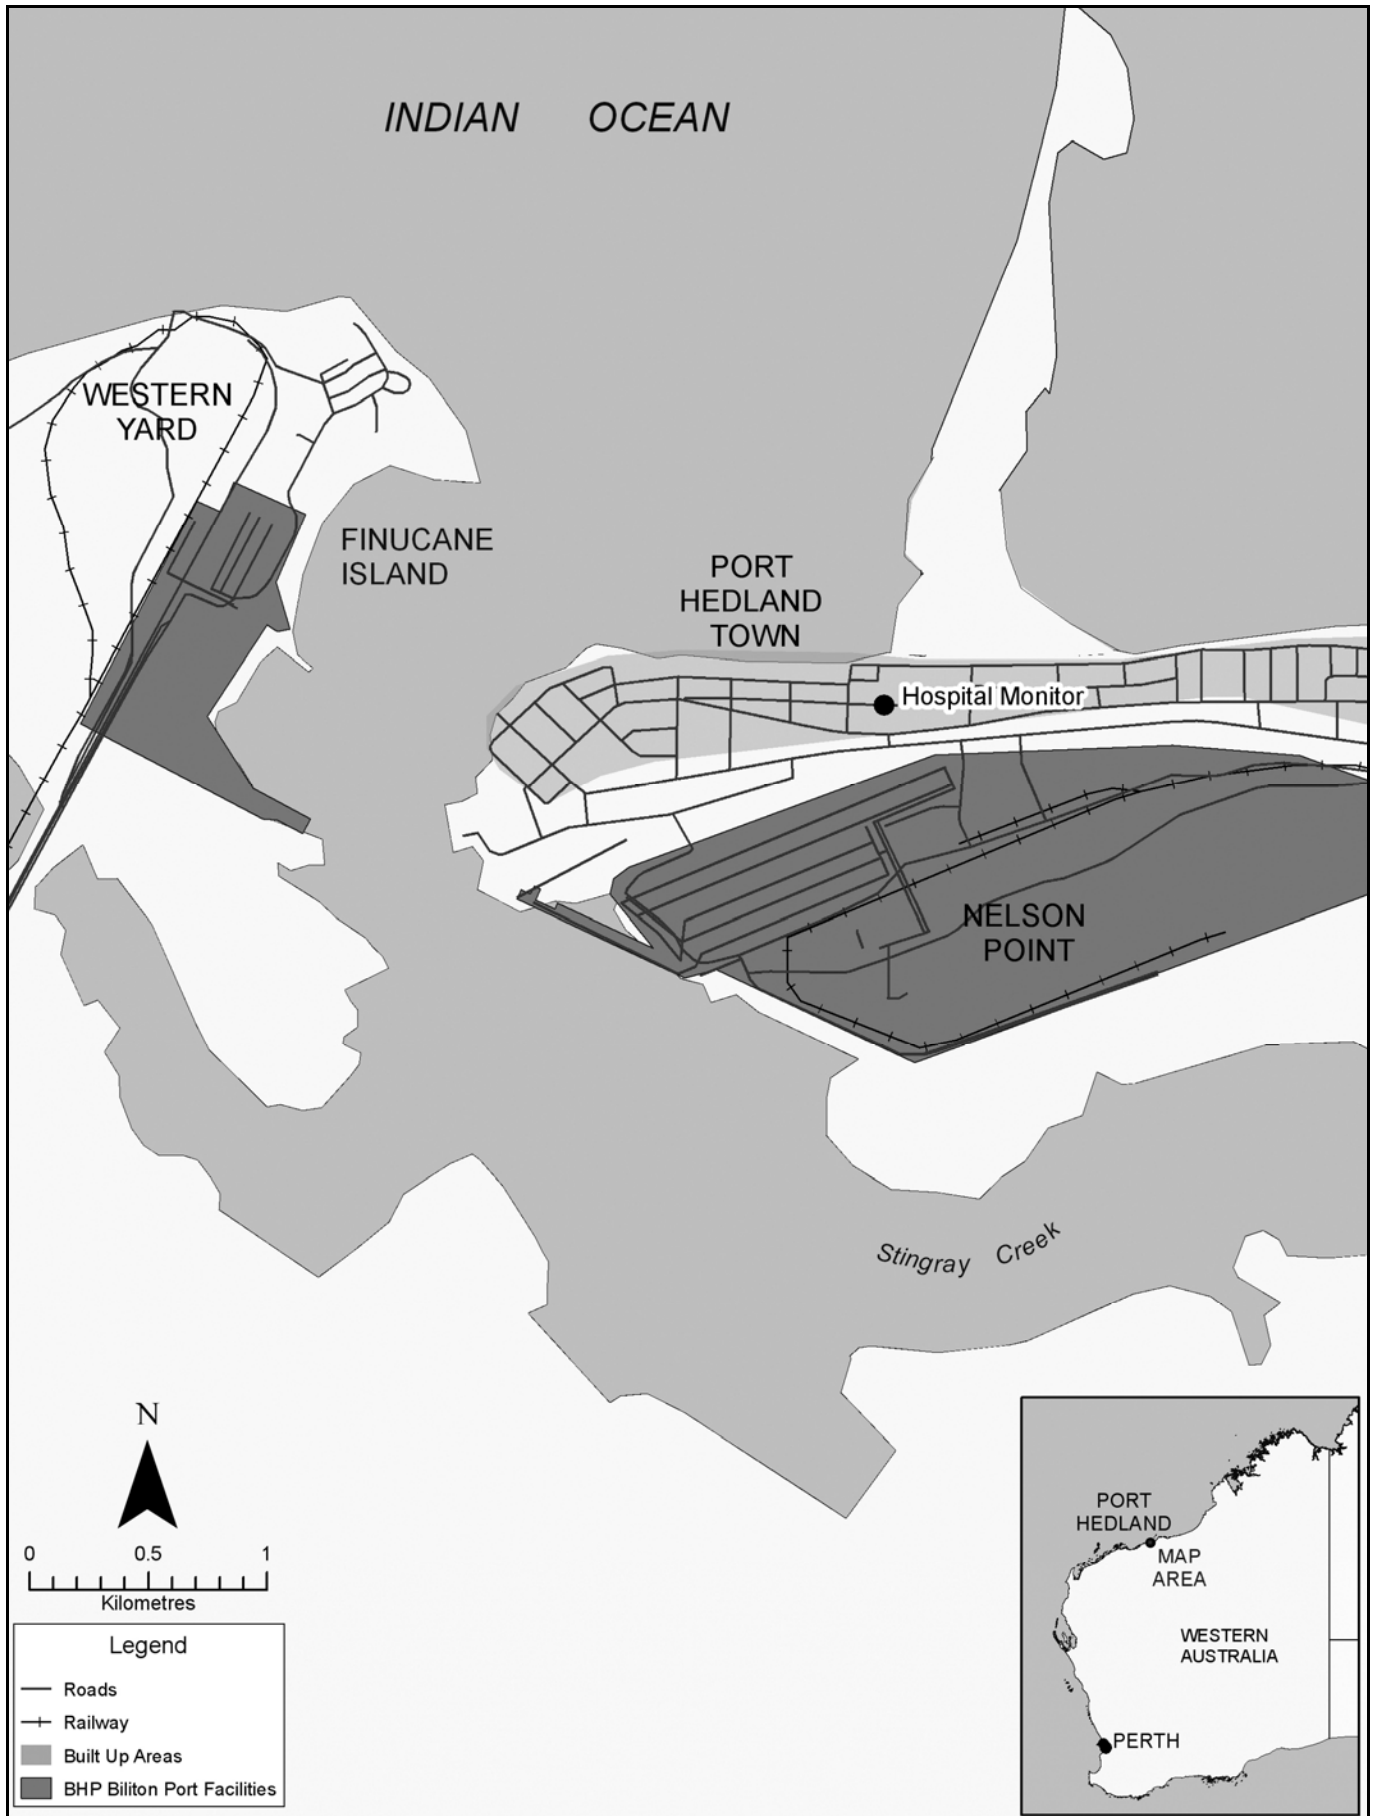 INDIAN OCEAN
WESTERN
YARD
FINUCANE
ISLAND
PORT
HEDLAND
TOWN
Hospital Monitor
NELSON
POINT
Stingray Creek
N
0 0.5 1
Kilometres
Legend
Roads
Railway
Built Up Areas
BHP Biliton Port Facilities
PORT
HEDLAND
MAP
AREA
WESTERN
AUSTRALIA
PERTH